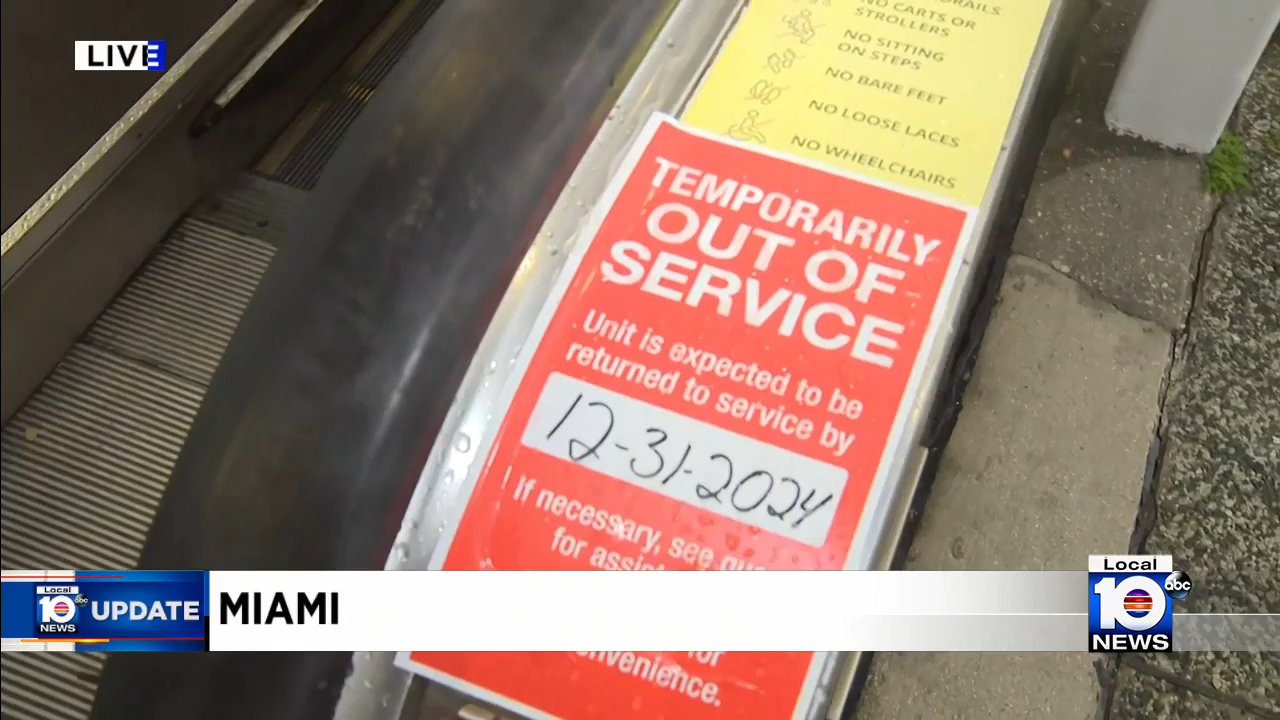 LIVE
NO CARTS OR
STROLLERS
NO SITTING
ON STEPS
NO BARE FEET
NO LOOSE LACES
NO WHEELCHAIRS
TEMPORARILY
OUT OF
SERVICE
Unit is expected to be
returned to service by
12-31-2024
If necessary, see
for
for
Local
10
abc
NEWS
UPDATE
MIAMI
Local
10
abc
NEWS